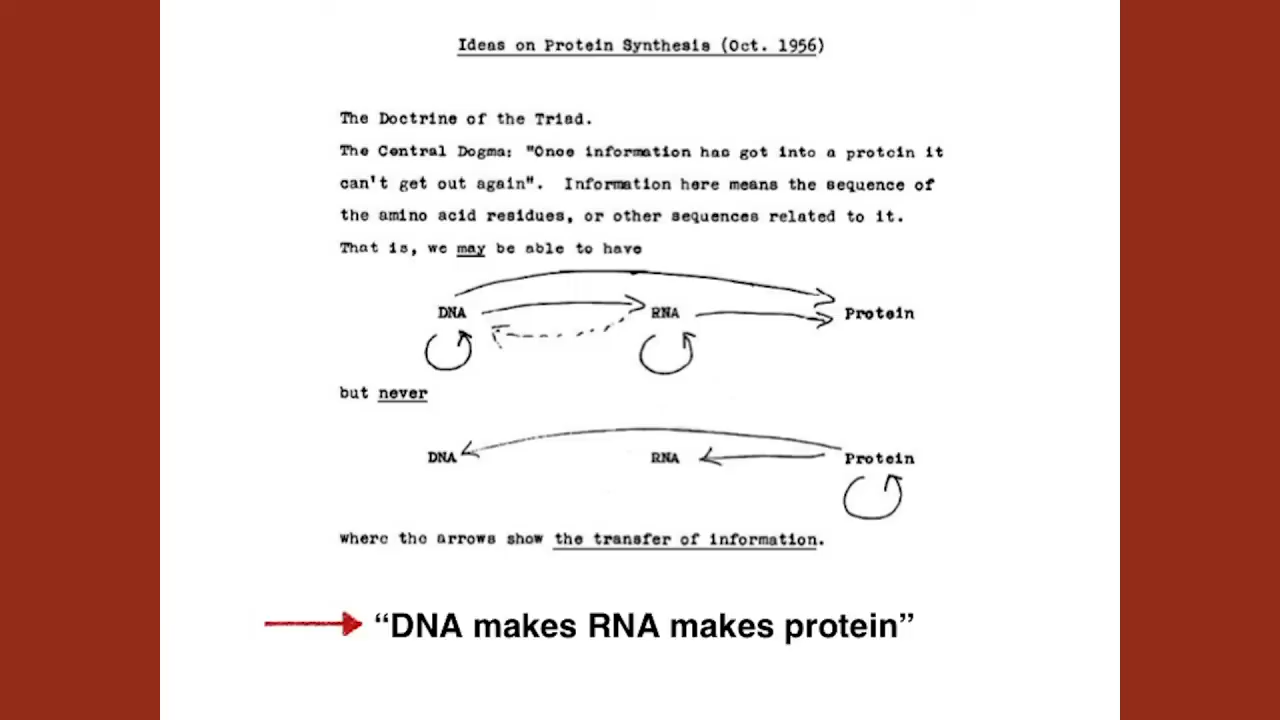 Ideas on Protein Synthesis (Oct. 1956)
The Doctrine of the Triad.
The Central Dogma: "Once information has got into a protein it
can't get out again". Information here means the sequence of
the amino acid residues, or other sequences related to it.
That is, we may be able to have
DNA RNA Protein
but never
DNA RNA Protein
where the arrows show the transfer of information.
“DNA makes RNA makes protein”